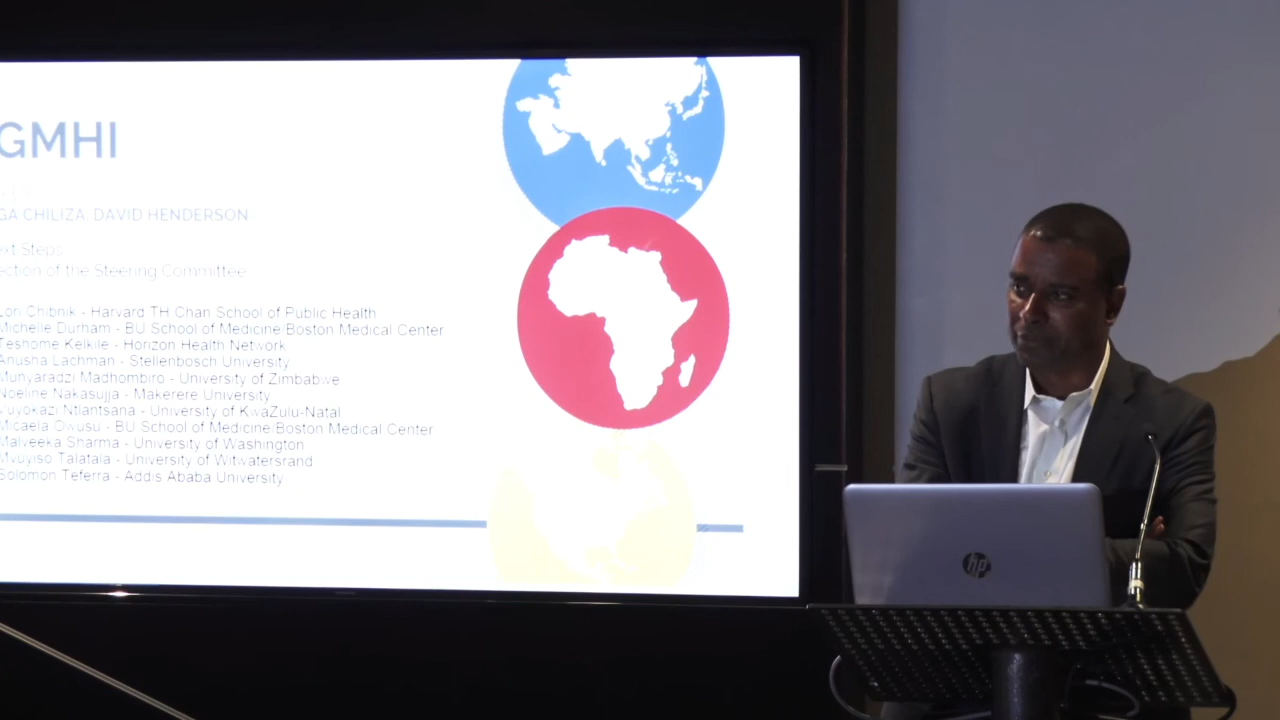 GMHI
GA CHILIZA, DAVID HENDERSON
ext Steps
ection of the Steering Committee
Lori Chibnik - Harvard TH Chan School of Public Health
Michelle Durham - BU School of Medicine/Boston Medical Center
Teshome Kelkile - Horizon Health Network
Anusha Lachman - Stellenbosch University
Munyaradzi Madhombiro - University of Zimbabwe
Noeline Nakasujja - Makerere University
Vuyokazi Ntlantsana - University of KwaZulu-Natal
Micaela Owusu - BU School of Medicine/Boston Medical Center
Malveeka Sharma - University of Washington
Mvuyiso Talatala - University of Witwatersrand
Solomon Teferra - Addis Ababa University
hp